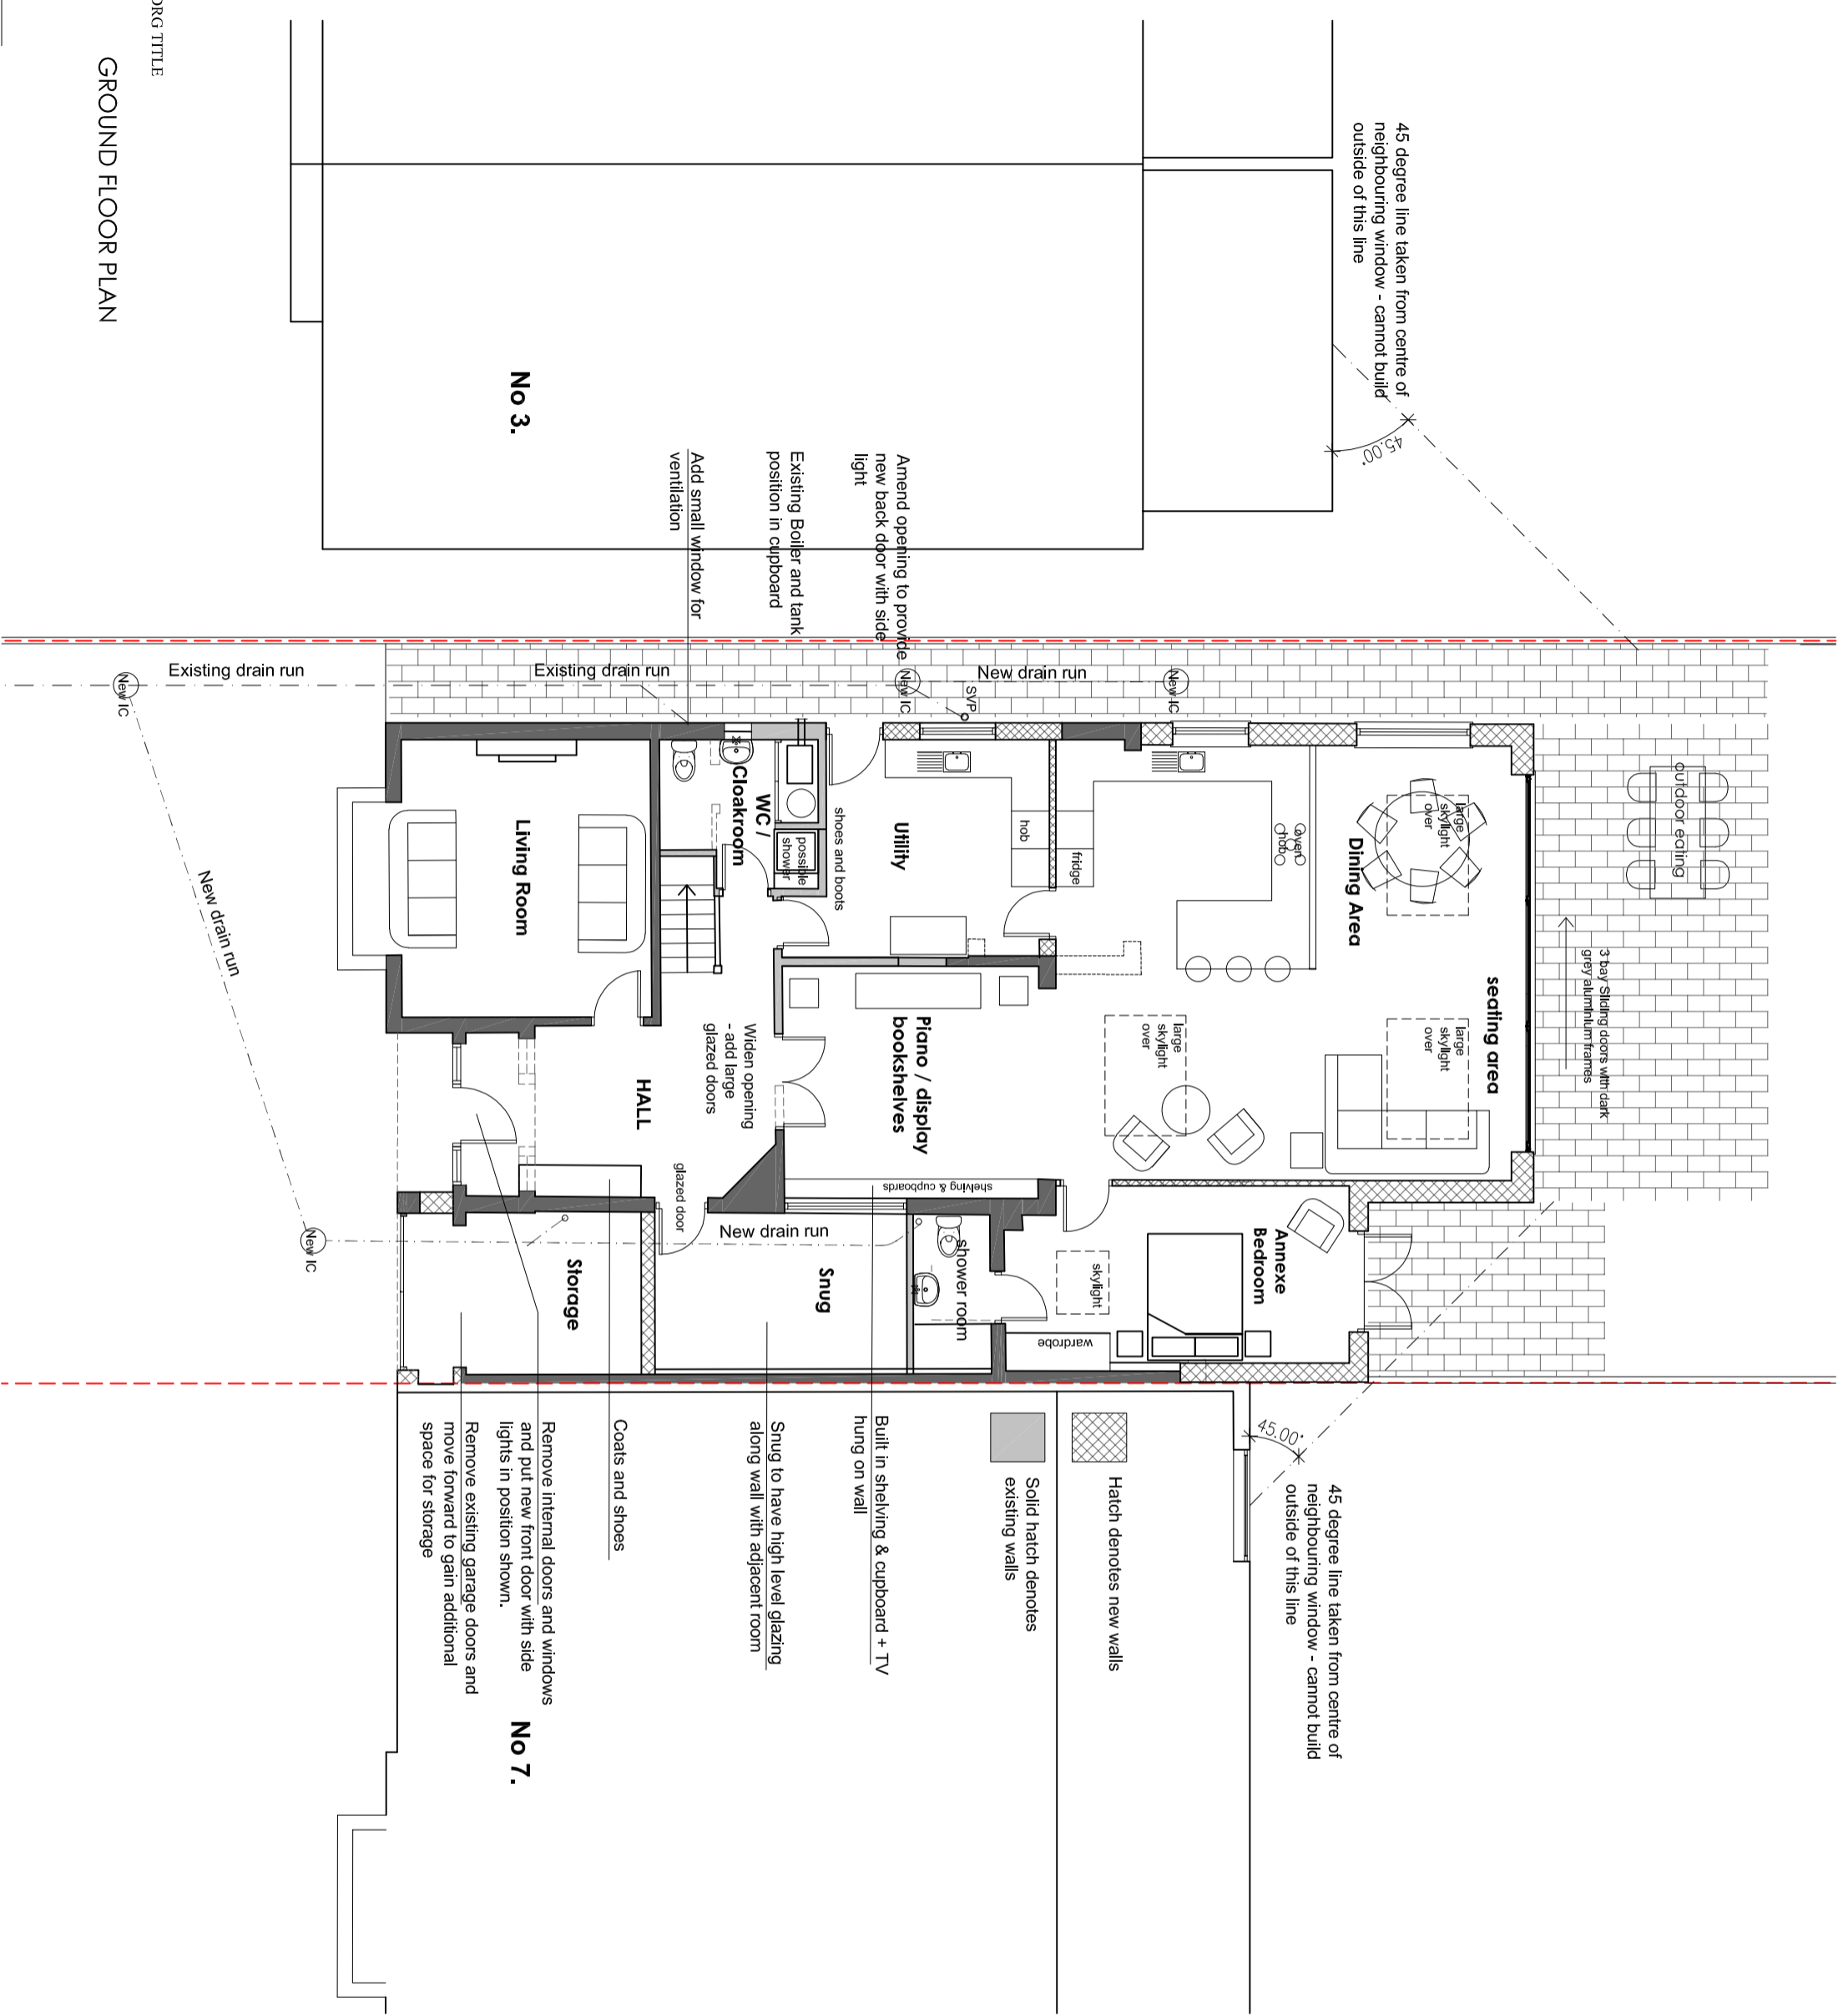 ORG TITLE
GROUND FLOOR PLAN
45 degree line taken from centre of
neighbouring window - cannot build
outside of this line
45.00°
No 3.
Amend opening to provide
new back door with side
light
Existing Boiler and tank
position in cupboard
Add small window for
ventilation
Existing drain run
Existing drain run
New drain run
New IC
New IC
New IC
SVP
New drain run
New IC
outdoor eating
3 bay Sliding doors with dark
grey aluminium frames
large
skylight
over
Dining Area
oven
hob
fridge
hob
Utility
shoes and boots
possible
shower
WC /
Cloakroom
Living Room
seating area
large
skylight
over
large
skylight
over
Piano / display
bookshelves
Widen opening
- add large
glazed doors
HALL
glazed door
shelving & cupboards
New drain run
Annexe
Bedroom
skylight
wardrobe
shower room
Snug
Storage
45.00°
45 degree line taken from centre of
neighbouring window - cannot build
outside of this line
Hatch denotes new walls
Solid hatch denotes
existing walls
Built in shelving & cupboard + TV
hung on wall
Snug to have high level glazing
along wall with adjacent room
Coats and shoes
Remove internal doors and windows
and put new front door with side
lights in position shown.
Remove existing garage doors and
move forward to gain additional
space for storage
No 7.